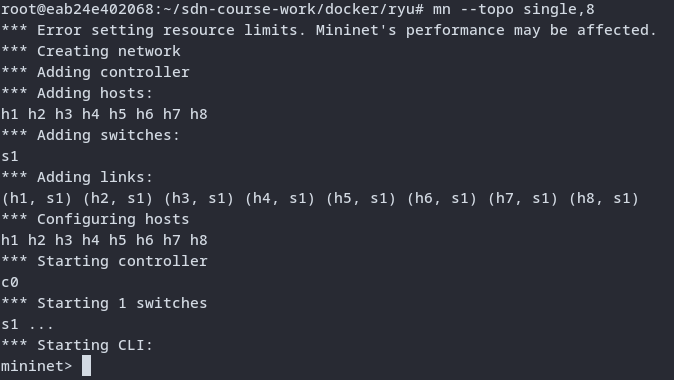 root@eab24e402068:~/sdn-course-work/docker/ryu# mn --topo single,8
*** Error setting resource limits. Mininet's performance may be affected.
*** Creating network
*** Adding controller
*** Adding hosts:
h1 h2 h3 h4 h5 h6 h7 h8
*** Adding switches:
s1
*** Adding links:
(h1, s1) (h2, s1) (h3, s1) (h4, s1) (h5, s1) (h6, s1) (h7, s1) (h8, s1)
*** Configuring hosts
h1 h2 h3 h4 h5 h6 h7 h8
*** Starting controller
c0
*** Starting 1 switches
s1 ...
*** Starting CLI:
mininet>